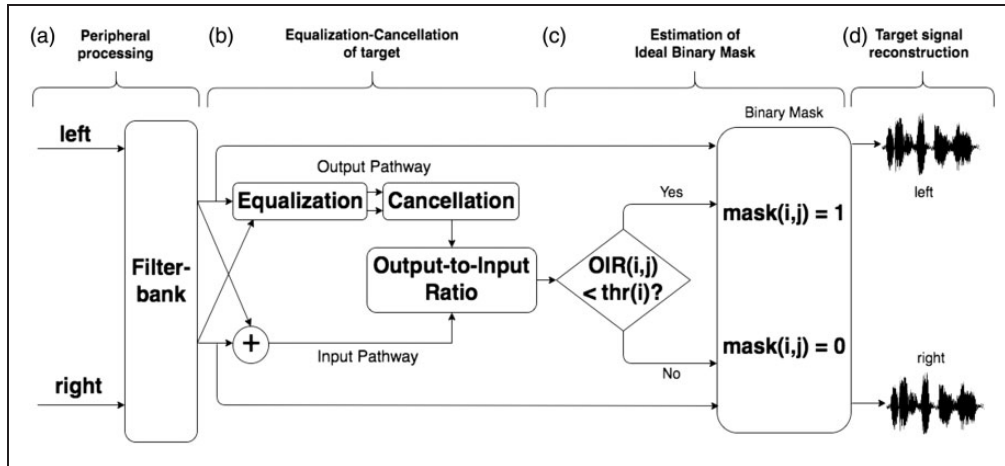 (a) Peripheral
processing
(b) Equalization-Cancellation
of target
(c) Estimation of
Ideal Binary Mask
(d) Target signal
reconstruction
left
right
Filter-
bank
Output Pathway
Equalization
Cancellation
Output-to-Input
Ratio
+
Input Pathway
OIR(i,j)
< thr(i)?
Yes
No
Binary Mask
mask(i,j) = 1
mask(i,j) = 0
left
right